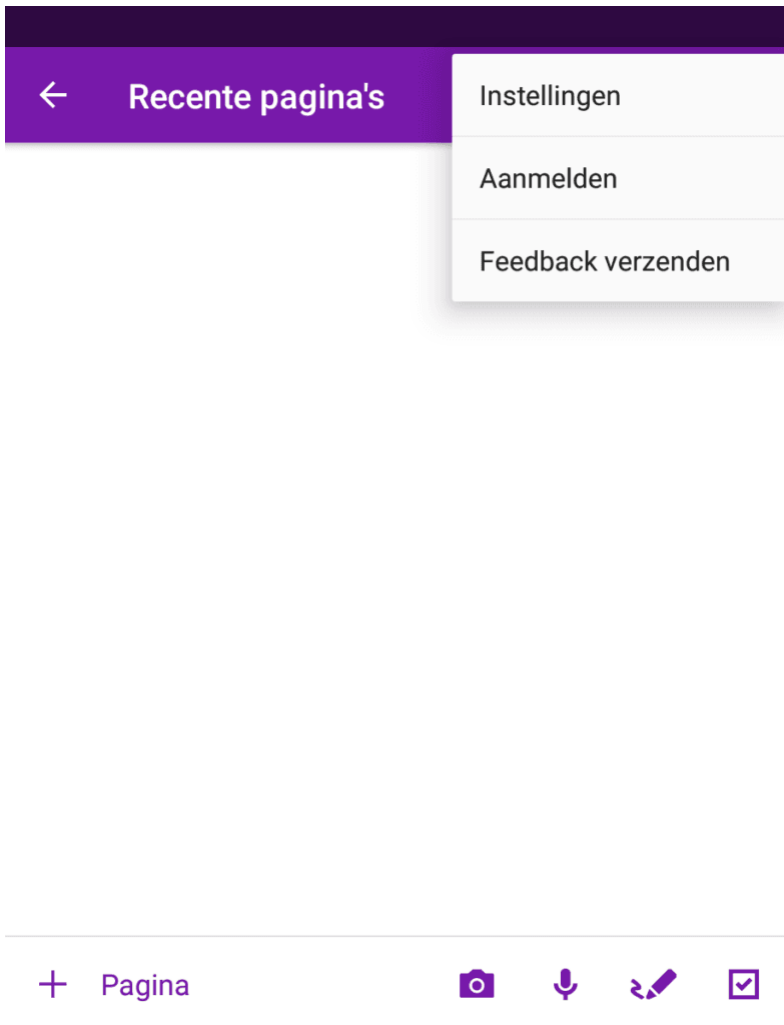 Recente pagina's
Instellingen
Aanmelden
Feedback verzenden
Pagina